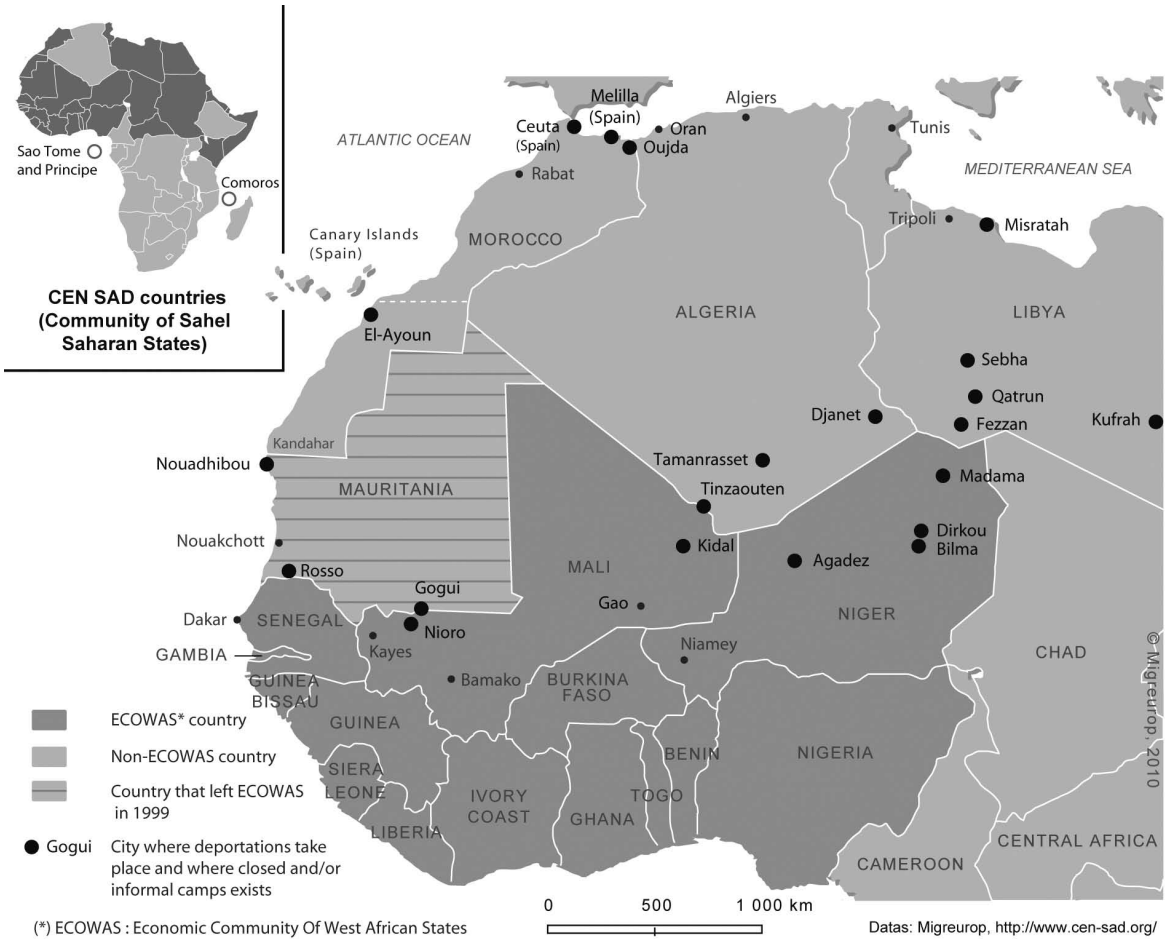 Sao Tome
and Principe
Comoros
CEN SAD countries
(Community of Sahel
Saharan States)
ATLANTIC OCEAN
Melilla
(Spain)
Ceuta
(Spain)
Oran
Oujda
Algiers
Tunis
Rabat
MEDITERRANEAN SEA
Tripoli
Misratah
Canary Islands
(Spain)
MOROCCO
ALGERIA
LIBYA
El-Ayoun
Sebha
Qatrun
Djanet
Fezzan
Kufrah
Kandahar
Nouadhibou
Tamanrasset
Madama
MAURITANIA
Tinzaouten
Nouakchott
Kidal
Dirkou
Bilma
Agadez
MALI
Rosso
Gogui
Gao
NIGER
Dakar
SENEGAL
Nioro
Kayes
Niamey
GAMBIA
CHAD
Bamako
BURKINA
FASO
GUINEA
BISSAU
GUINEA
BENIN
NIGERIA
SIERA
LEONE
IVORY
COAST
TOGO
GHANA
LIBERIA
CENTRAL AFRICA
CAMEROON
© Migreurop, 2010
ECOWAS* country
Non-ECOWAS country
Country that left ECOWAS
in 1999
Gogui
City where deportations take
place and where closed and/or
informal camps exists
0 500 1 000 km
(*) ECOWAS : Economic Community Of West African States
Datas: Migreurop, http://www.cen-sad.org/